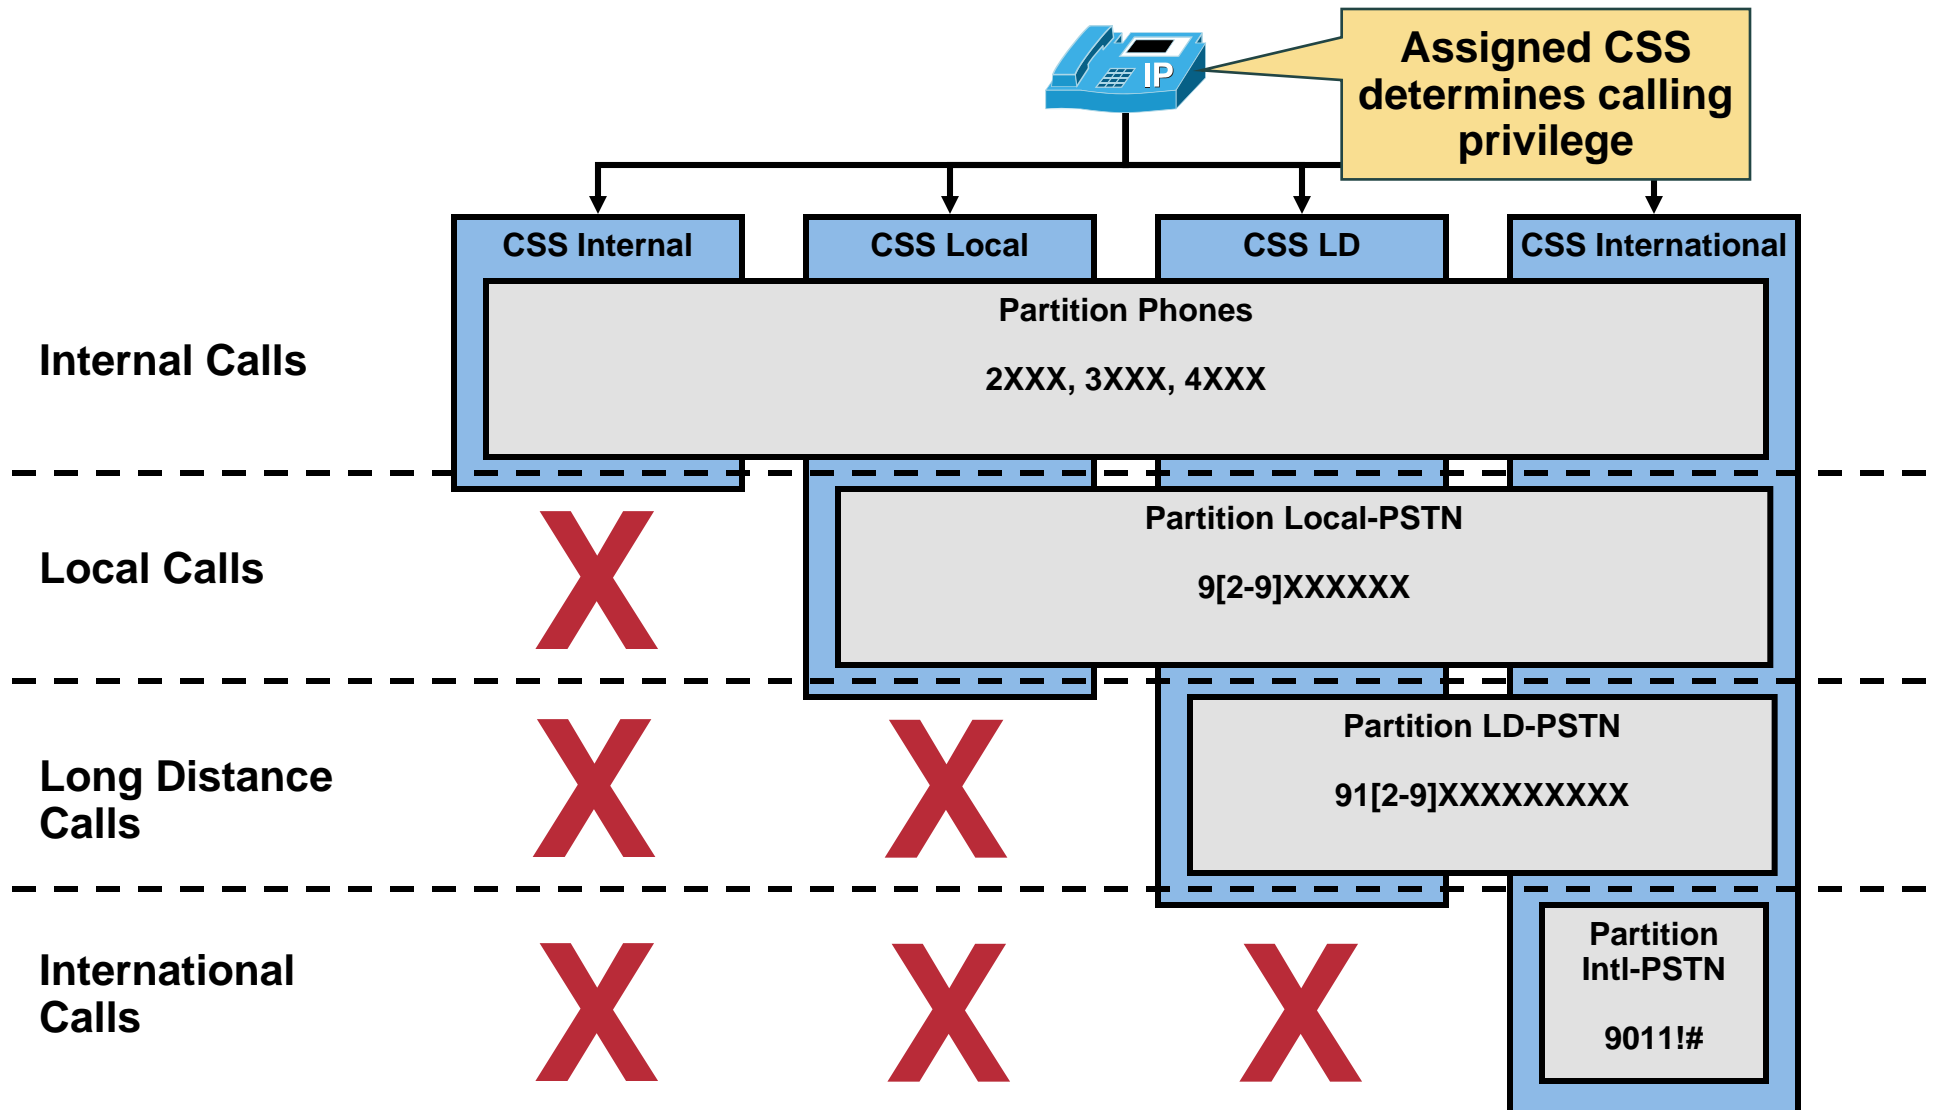 IP
Assigned CSS
determines calling
privilege
CSS Internal
CSS Local
CSS LD
CSS International
Partition Phones
Internal Calls
2XXX, 3XXX, 4XXX
Partition Local-PSTN
Local Calls
9[2-9]XXXXXX
X
Partition LD-PSTN
Long Distance
Calls
91[2-9]XXXXXXXXX
X X
Partition
Intl-PSTN
International
Calls
9011!#
X X X